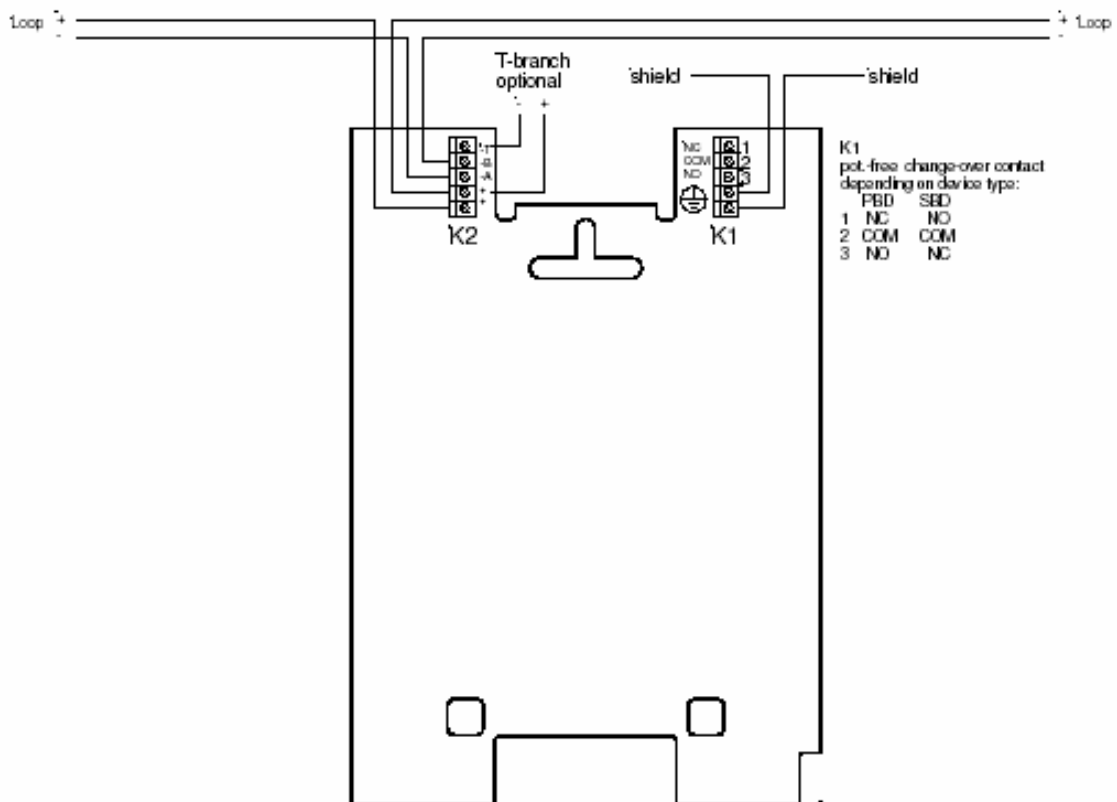 Loop +
-
+ Loop
-
T-branch
optional
- +
shield
shield
-T
-B
-A
+
+
K2
NC
COM
NO
1
2
3
K1
K1
pot.-free change-over contact
depending on device type:
PBD SBD
1 NC NO
2 COM COM
3 NO NC